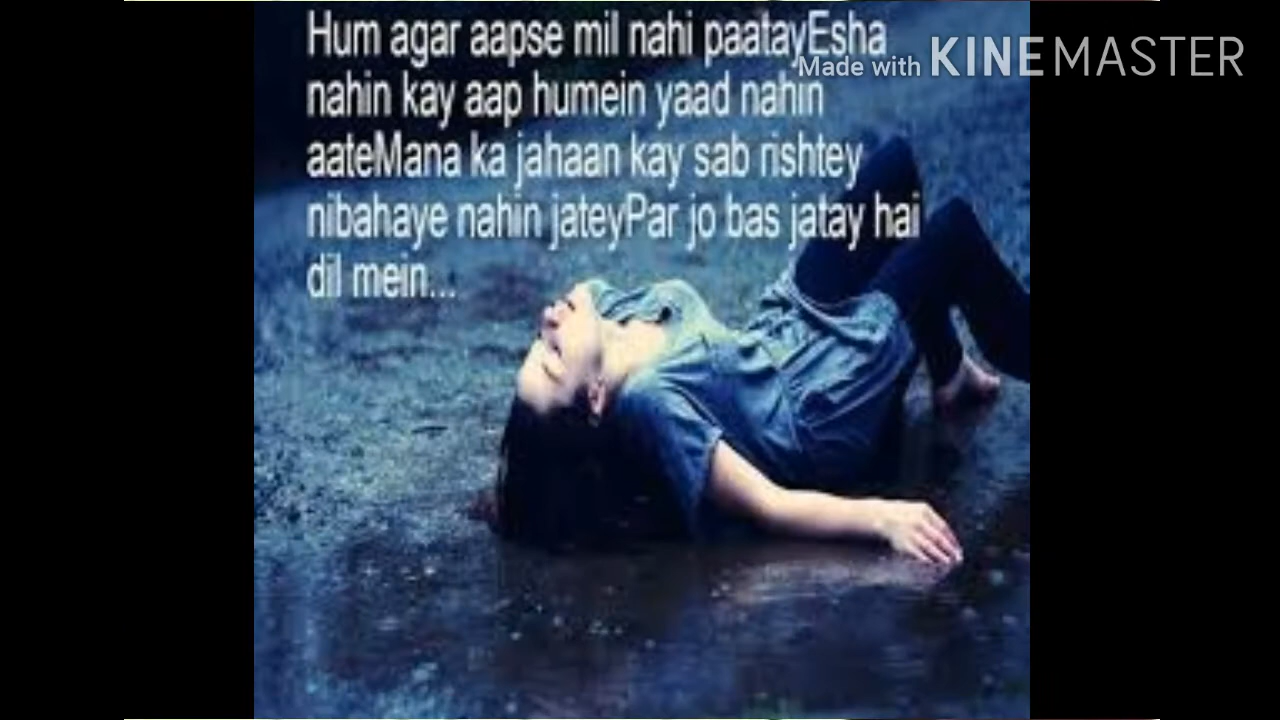 Hum agar aapse mil nahi paatayEsha
nahin kay aap humein yaad nahin
aateMana ka jahaan kay sab rishtey
nibahaye nahin jateyPar jo bas jatay hai
dil mein...
Made with KINEMASTER